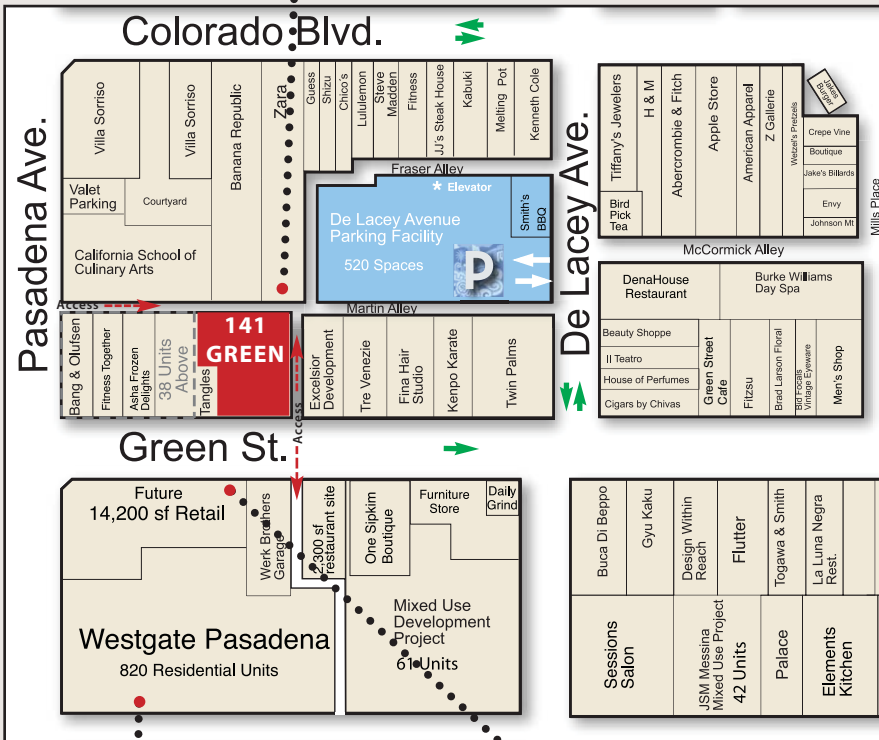 Colorado Blvd.
Pasadena Ave.
De Lacey Ave.
Villa Sorriso
Villa Sorriso
Banana Republic
Zara
Guess
Shizu
Chico's
Lululemon
Steve
Madden
Fitness
JJ's Steak House
Kabuki
Melting Pot
Kenneth Cole
Valet
Parking
Courtyard
California School of
Culinary Arts
Fraser Alley
* Elevator
De Lacey Avenue
Parking Facility
520 Spaces
P
Smith's
BBQ
Martin Alley
Tiffany's Jewelers
H & M
Abercrombie & Fitch
Apple Store
American Apparel
Z Gallerie
Wetzel's Pretzels
Jakes
Burger
Crepe Vine
Boutique
Jake's Billards
Envy
Johnson Mt
Bird
Pick
Tea
Mills Place
McCormick Alley
DenaHouse
Restaurant
Burke Williams
Day Spa
Beauty Shoppe
Il Teatro
House of Perfumes
Cigars by Chivas
Green Street
Cafe
Fitzsu
Brad Larson Floral
Bid Focals
Vintage Eyeware
Men's Shop
Access
Bang & Olufsen
Fitness Together
Asha Frozen
Delights
38 Units
Above
Tangles
141
GREEN
Access
Excelsior
Development
Tre Venezie
Fina Hair
Studio
Kenpo Karate
Twin Palms
Green St.
Future
14,200 sf Retail
Werk Brothers
Garage
2,300 sf
restaurant site
One Sipkim
Boutique
Furniture
Store
Daily
Grind
Westgate Pasadena
820 Residential Units
Mixed Use
Development
Project
61 Units
Buca Di Beppo
Gyu Kaku
Design Within
Reach
Flutter
Togawa & Smith
La Luna Negra
Rest.
Sessions
Salon
JSM Messina
Mixed Use Project
42 Units
Palace
Elements
Kitchen